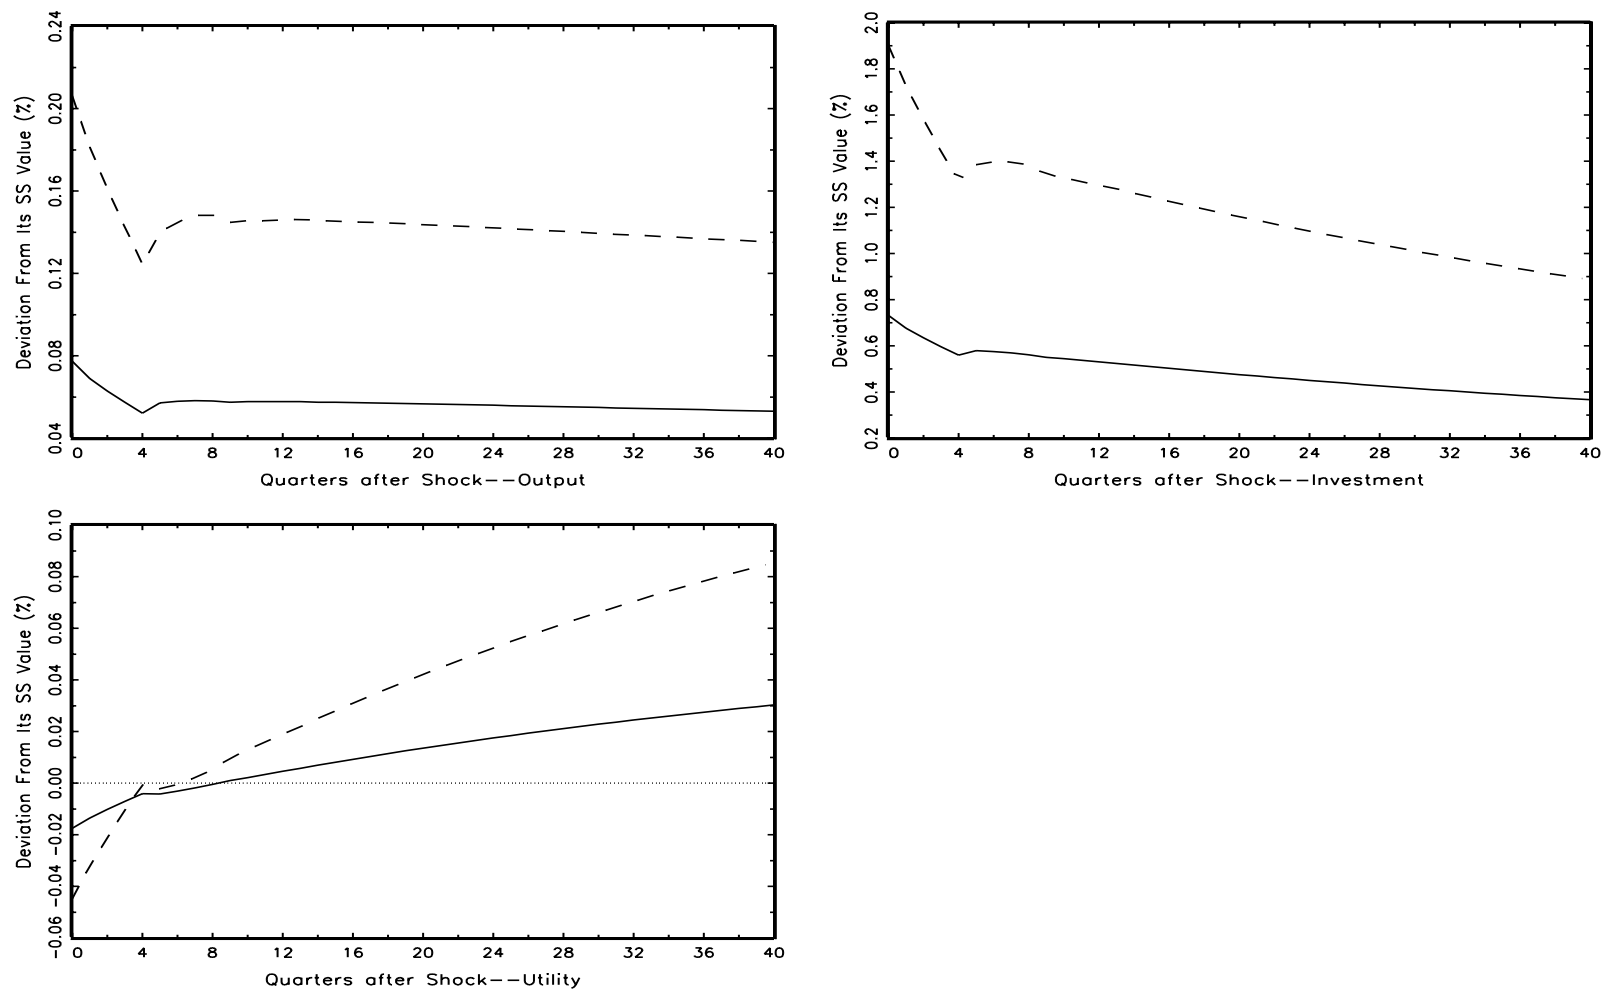 Deviation From Its SS Value (%)
0.24
0.20
0.16
0.12
0.08
0.04
0 4 8 12 16 20 24 28 32 36 40
Quarters after Shock--Output
Deviation From Its SS Value (%)
2.0
1.8
1.6
1.4
1.2
1.0
0.8
0.6
0.4
0.2
0 4 8 12 16 20 24 28 32 36 40
Quarters after Shock--Investment
Deviation From Its SS Value (%)
0.10
0.08
0.06
0.04
0.02
0.00
-0.02
-0.04
-0.06
0 4 8 12 16 20 24 28 32 36 40
Quarters after Shock--Utility